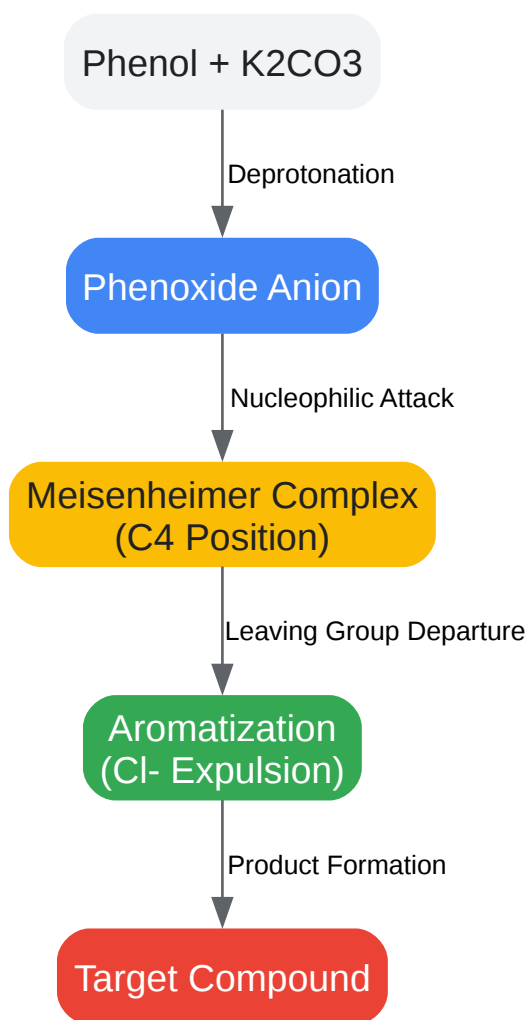 Phenol + K2CO3
Deprotonation
Phenoxide Anion
Nucleophilic Attack
Meisenheimer Complex
(C4 Position)
Leaving Group Departure
Aromatization
(Cl- Expulsion)
Product Formation
Target Compound